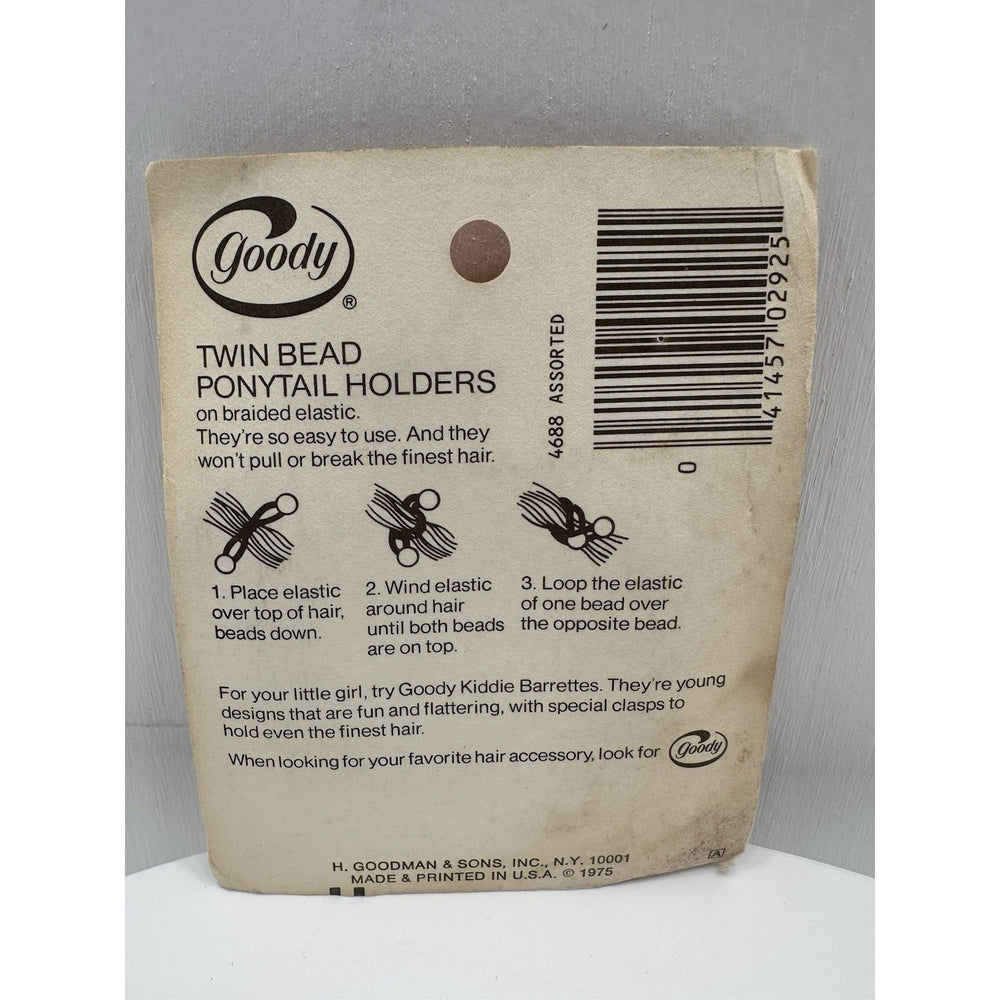 goody
®
TWIN BEAD
PONYTAIL HOLDERS
on braided elastic.
They're so easy to use. And they
won't pull or break the finest hair.
4688 ASSORTED
0
41457 02925
1. Place elastic
over top of hair,
beads down.
2. Wind elastic
around hair
until both beads
are on top.
3. Loop the elastic
of one bead over
the opposite bead.
For your little girl, try Goody Kiddie Barrettes. They're young
designs that are fun and flattering, with special clasps to
hold even the finest hair.
When looking for your favorite hair accessory, look for goody
H. GOODMAN & SONS, INC., N.Y. 10001
MADE & PRINTED IN U.S.A. © 1975
A